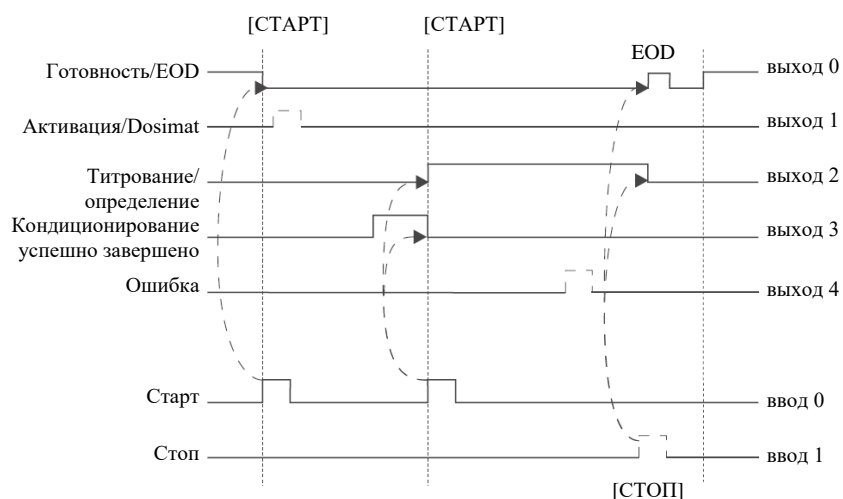 [СТАРТ] [СТАРТ]
EOD
Готовность/EOD выход 0
Активация/Dosimat выход 1
Титрование/
определение выход 2
Кондиционирование
успешно завершено выход 3
Ошибка выход 4
Старт ввод 0
Стоп ввод 1
[СТОП]